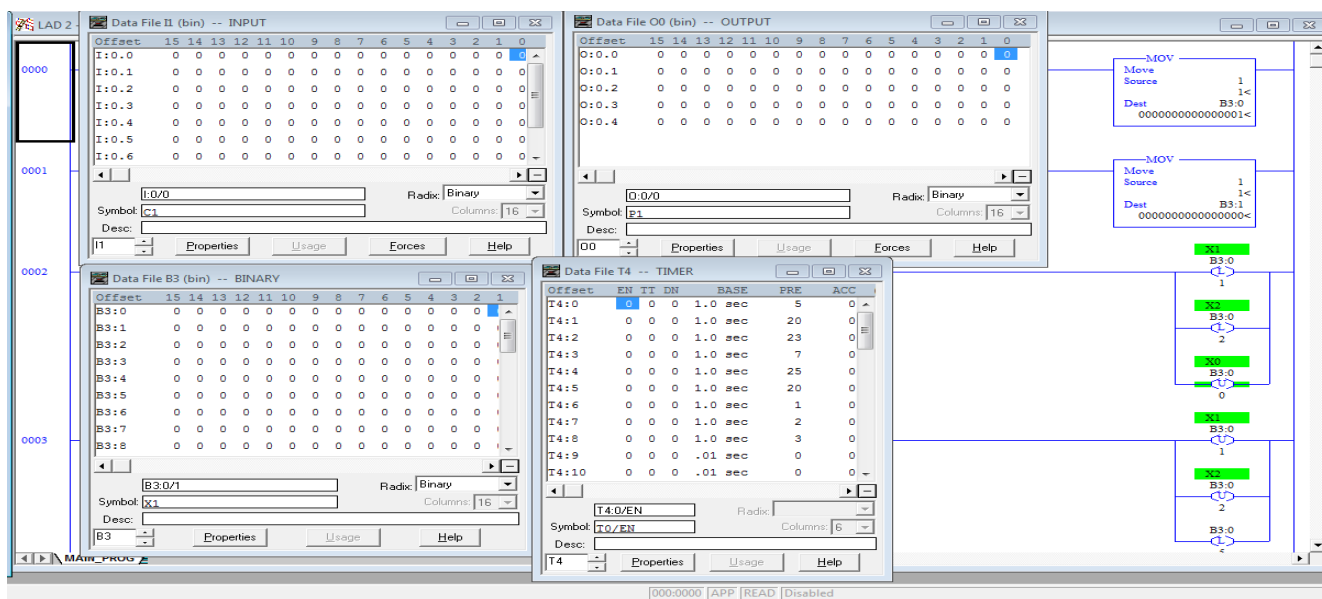 LAD 2 -
0000
0001
0002
0003
MAIN_PROG
Data File I1 (bin) -- INPUT
Offset 15 14 13 12 11 10 9 8 7 6 5 4 3 2 1 0
I:0.0 0 0 0 0 0 0 0 0 0 0 0 0 0 0 0 0
I:0.1 0 0 0 0 0 0 0 0 0 0 0 0 0 0 0 0
I:0.2 0 0 0 0 0 0 0 0 0 0 0 0 0 0 0 0
I:0.3 0 0 0 0 0 0 0 0 0 0 0 0 0 0 0 0
I:0.4 0 0 0 0 0 0 0 0 0 0 0 0 0 0 0 0
I:0.5 0 0 0 0 0 0 0 0 0 0 0 0 0 0 0 0
I:0.6 0 0 0 0 0 0 0 0 0 0 0 0 0 0 0 0
I:0/0 Radix: Binary
Symbol: C1 Columns: 16
Desc:
I1 Properties Usage Forces Help
Data File O0 (bin) -- OUTPUT
Offset 15 14 13 12 11 10 9 8 7 6 5 4 3 2 1 0
O:0.0 0 0 0 0 0 0 0 0 0 0 0 0 0 0 0 0
O:0.1 0 0 0 0 0 0 0 0 0 0 0 0 0 0 0 0
O:0.2 0 0 0 0 0 0 0 0 0 0 0 0 0 0 0 0
O:0.3 0 0 0 0 0 0 0 0 0 0 0 0 0 0 0 0
O:0.4 0 0 0 0 0 0 0 0 0 0 0 0 0 0 0 0
O:0/0 Radix: Binary
Symbol: P1 Columns: 16
Desc:
O0 Properties Usage Forces Help
Data File B3 (bin) -- BINARY
Offset 15 14 13 12 11 10 9 8 7 6 5 4 3 2 1
B3:0 0 0 0 0 0 0 0 0 0 0 0 0 0 0
B3:1 0 0 0 0 0 0 0 0 0 0 0 0 0 0
B3:2 0 0 0 0 0 0 0 0 0 0 0 0 0 0
B3:3 0 0 0 0 0 0 0 0 0 0 0 0 0 0
B3:4 0 0 0 0 0 0 0 0 0 0 0 0 0 0
B3:5 0 0 0 0 0 0 0 0 0 0 0 0 0 0
B3:6 0 0 0 0 0 0 0 0 0 0 0 0 0 0
B3:7 0 0 0 0 0 0 0 0 0 0 0 0 0 0
B3:8 0 0 0 0 0 0 0 0 0 0 0 0 0 0
B3:0/1 Radix: Binary
Symbol: X1 Columns: 16
Desc:
B3 Properties Usage Help
Data File T4 -- TIMER
Offset EN TT DN BASE PRE ACC
T4:0 0 0 0 1.0 sec 5 0
T4:1 0 0 0 1.0 sec 20 0
T4:2 0 0 0 1.0 sec 23 0
T4:3 0 0 0 1.0 sec 7 0
T4:4 0 0 0 1.0 sec 25 0
T4:5 0 0 0 1.0 sec 20 0
T4:6 0 0 0 1.0 sec 1 0
T4:7 0 0 0 1.0 sec 2 0
T4:8 0 0 0 1.0 sec 3 0
T4:9 0 0 0 .01 sec 0 0
T4:10 0 0 0 .01 sec 0 0
T4:0/EN Radix:
Symbol: T0/EN Columns: 6
Desc:
T4 Properties Usage Help
MOV
Move
Source 1
1<
Dest B3:0
0000000000000001<
MOV
Move
Source 1
1<
Dest B3:1
0000000000000000<
X1
B3:0
L
1
X2
B3:0
L
2
X0
B3:0
U
0
X1
B3:0
U
1
X2
B3:0
U
2
B3:0
L
000:0000 APP READ Disabled